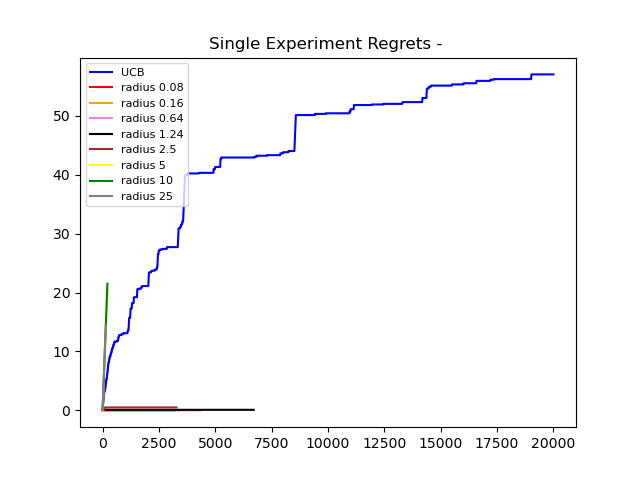 Single Experiment Regrets -
UCB
radius 0.08
radius 0.16
radius 0.64
radius 1.24
radius 2.5
radius 5
radius 10
radius 25
50
40
30
20
10
0
0 2500 5000 7500 10000 12500 15000 17500 20000